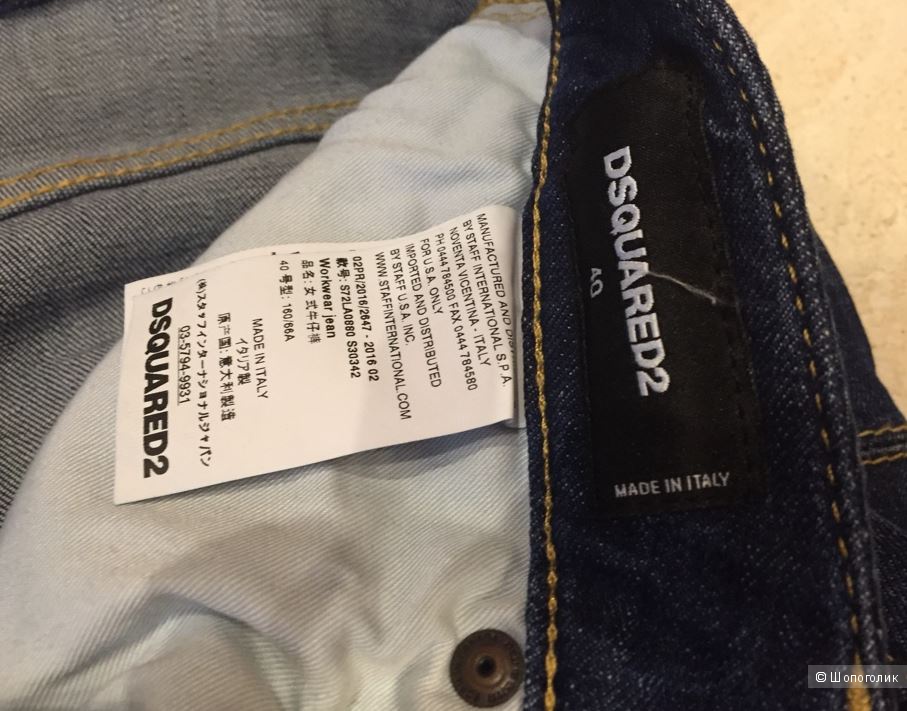 DSQUARED2
40
MADE IN ITALY
MANUFACTURED AND
BY STAFF INTERNATIONAL S.P.A.
NOVENTA VICENTINA - ITALY
PH 0444 784500 FAX 0444 784580
FOR U.S.A. ONLY
IMPORTED AND DISTRIBUTED
BY STAFF U.S.A. INC.
WWW.STAFFINTERNATIONAL.COM
02PR/2016/2647 - 2016 02
款号: S72LA0880 S30342
Workwear jean
品名: 女式牛仔裤
40 号型: 160/66A
MADE IN ITALY
イタリア製
原产国: 意大利製造
(株)スタッフインターナショナルジャパン
03-5794-9931
DSQUARED2
© Шопоголик